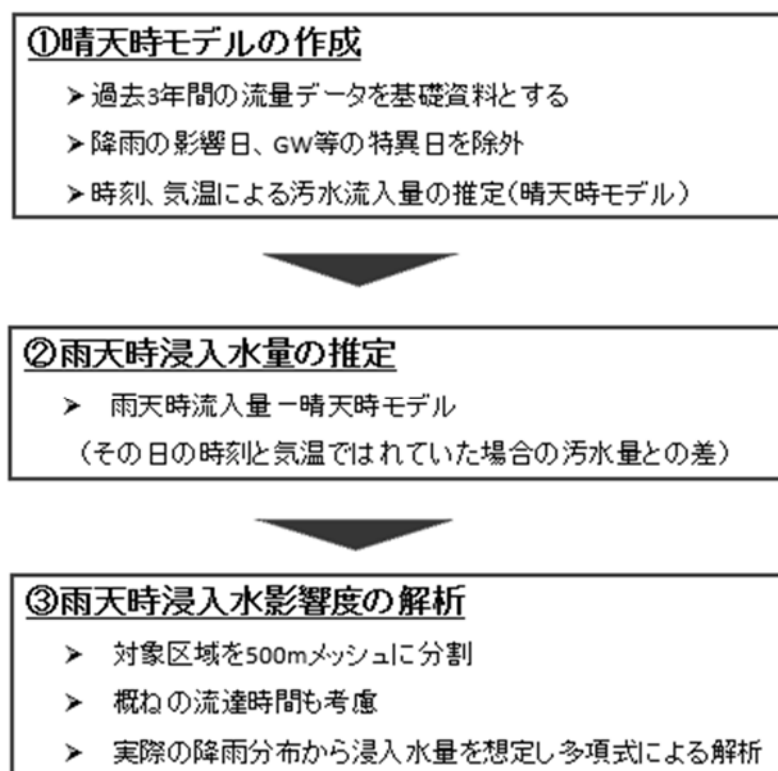 ①晴天時モデルの作成
➤過去3年間の流量データを基礎資料とする
➤降雨の影響日、GW等の特異日を除外
➤時刻、気温による汚水流入量の推定(晴天時モデル)
②雨天時浸入水量の推定
➤ 雨天時流入量－晴天時モデル
（その日の時刻と気温ではれていた場合の汚水量との差）
③雨天時浸入水影響度の解析
➤ 対象区域を500mメッシュに分割
➤ 概ねの流達時間も考慮
➤ 実際の降雨分布から浸入水量を想定し多項式による解析